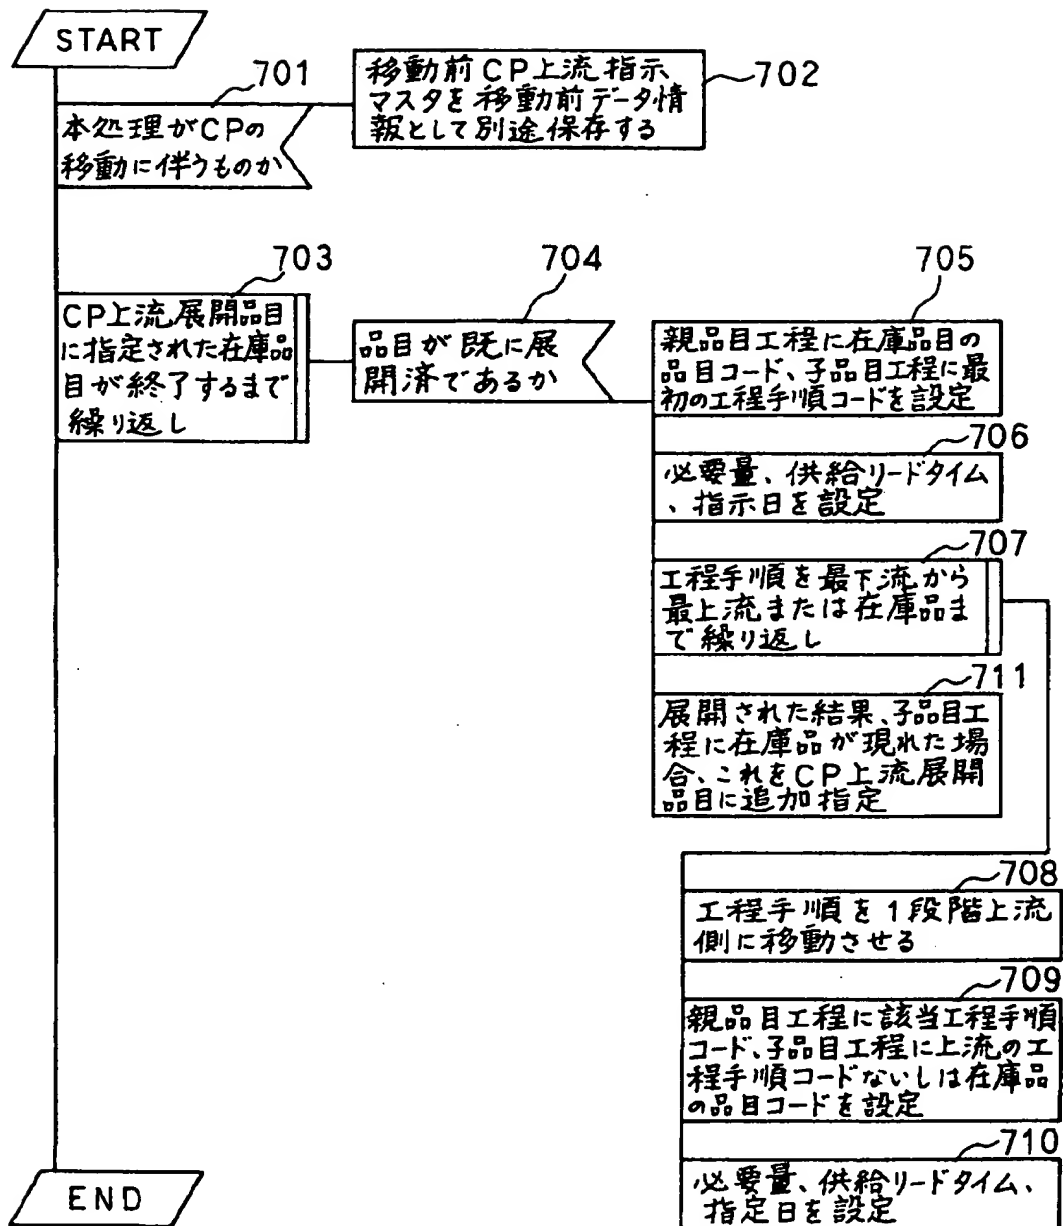 START
701
本処理がCPの
移動に伴うものか
702
移動前CP上流指示
マスタを移動前データ情
報として別途保存する
703
CP上流展開品目
に指定された在庫品
目が終了するまで
繰り返し
704
品目が既に展
開済であるか
705
親品目工程に在庫品目の
品目コード、子品目工程に最
初の工程手順コードを設定
706
必要量、供給リードタイム
、指示日を設定
707
工程手順を最下流から
最上流または在庫品ま
で繰り返し
711
展開された結果、子品目工
程に在庫品が現れた場
合、これをCP上流展開
品目に追加指定
708
工程手順を1段階上流
側に移動させる
709
親品目工程に該当工程手順
コード、子品目工程に上流の工
程手順コードないしは在庫品
の品目コードを設定
710
必要量、供給リードタイム、
指定日を設定
END